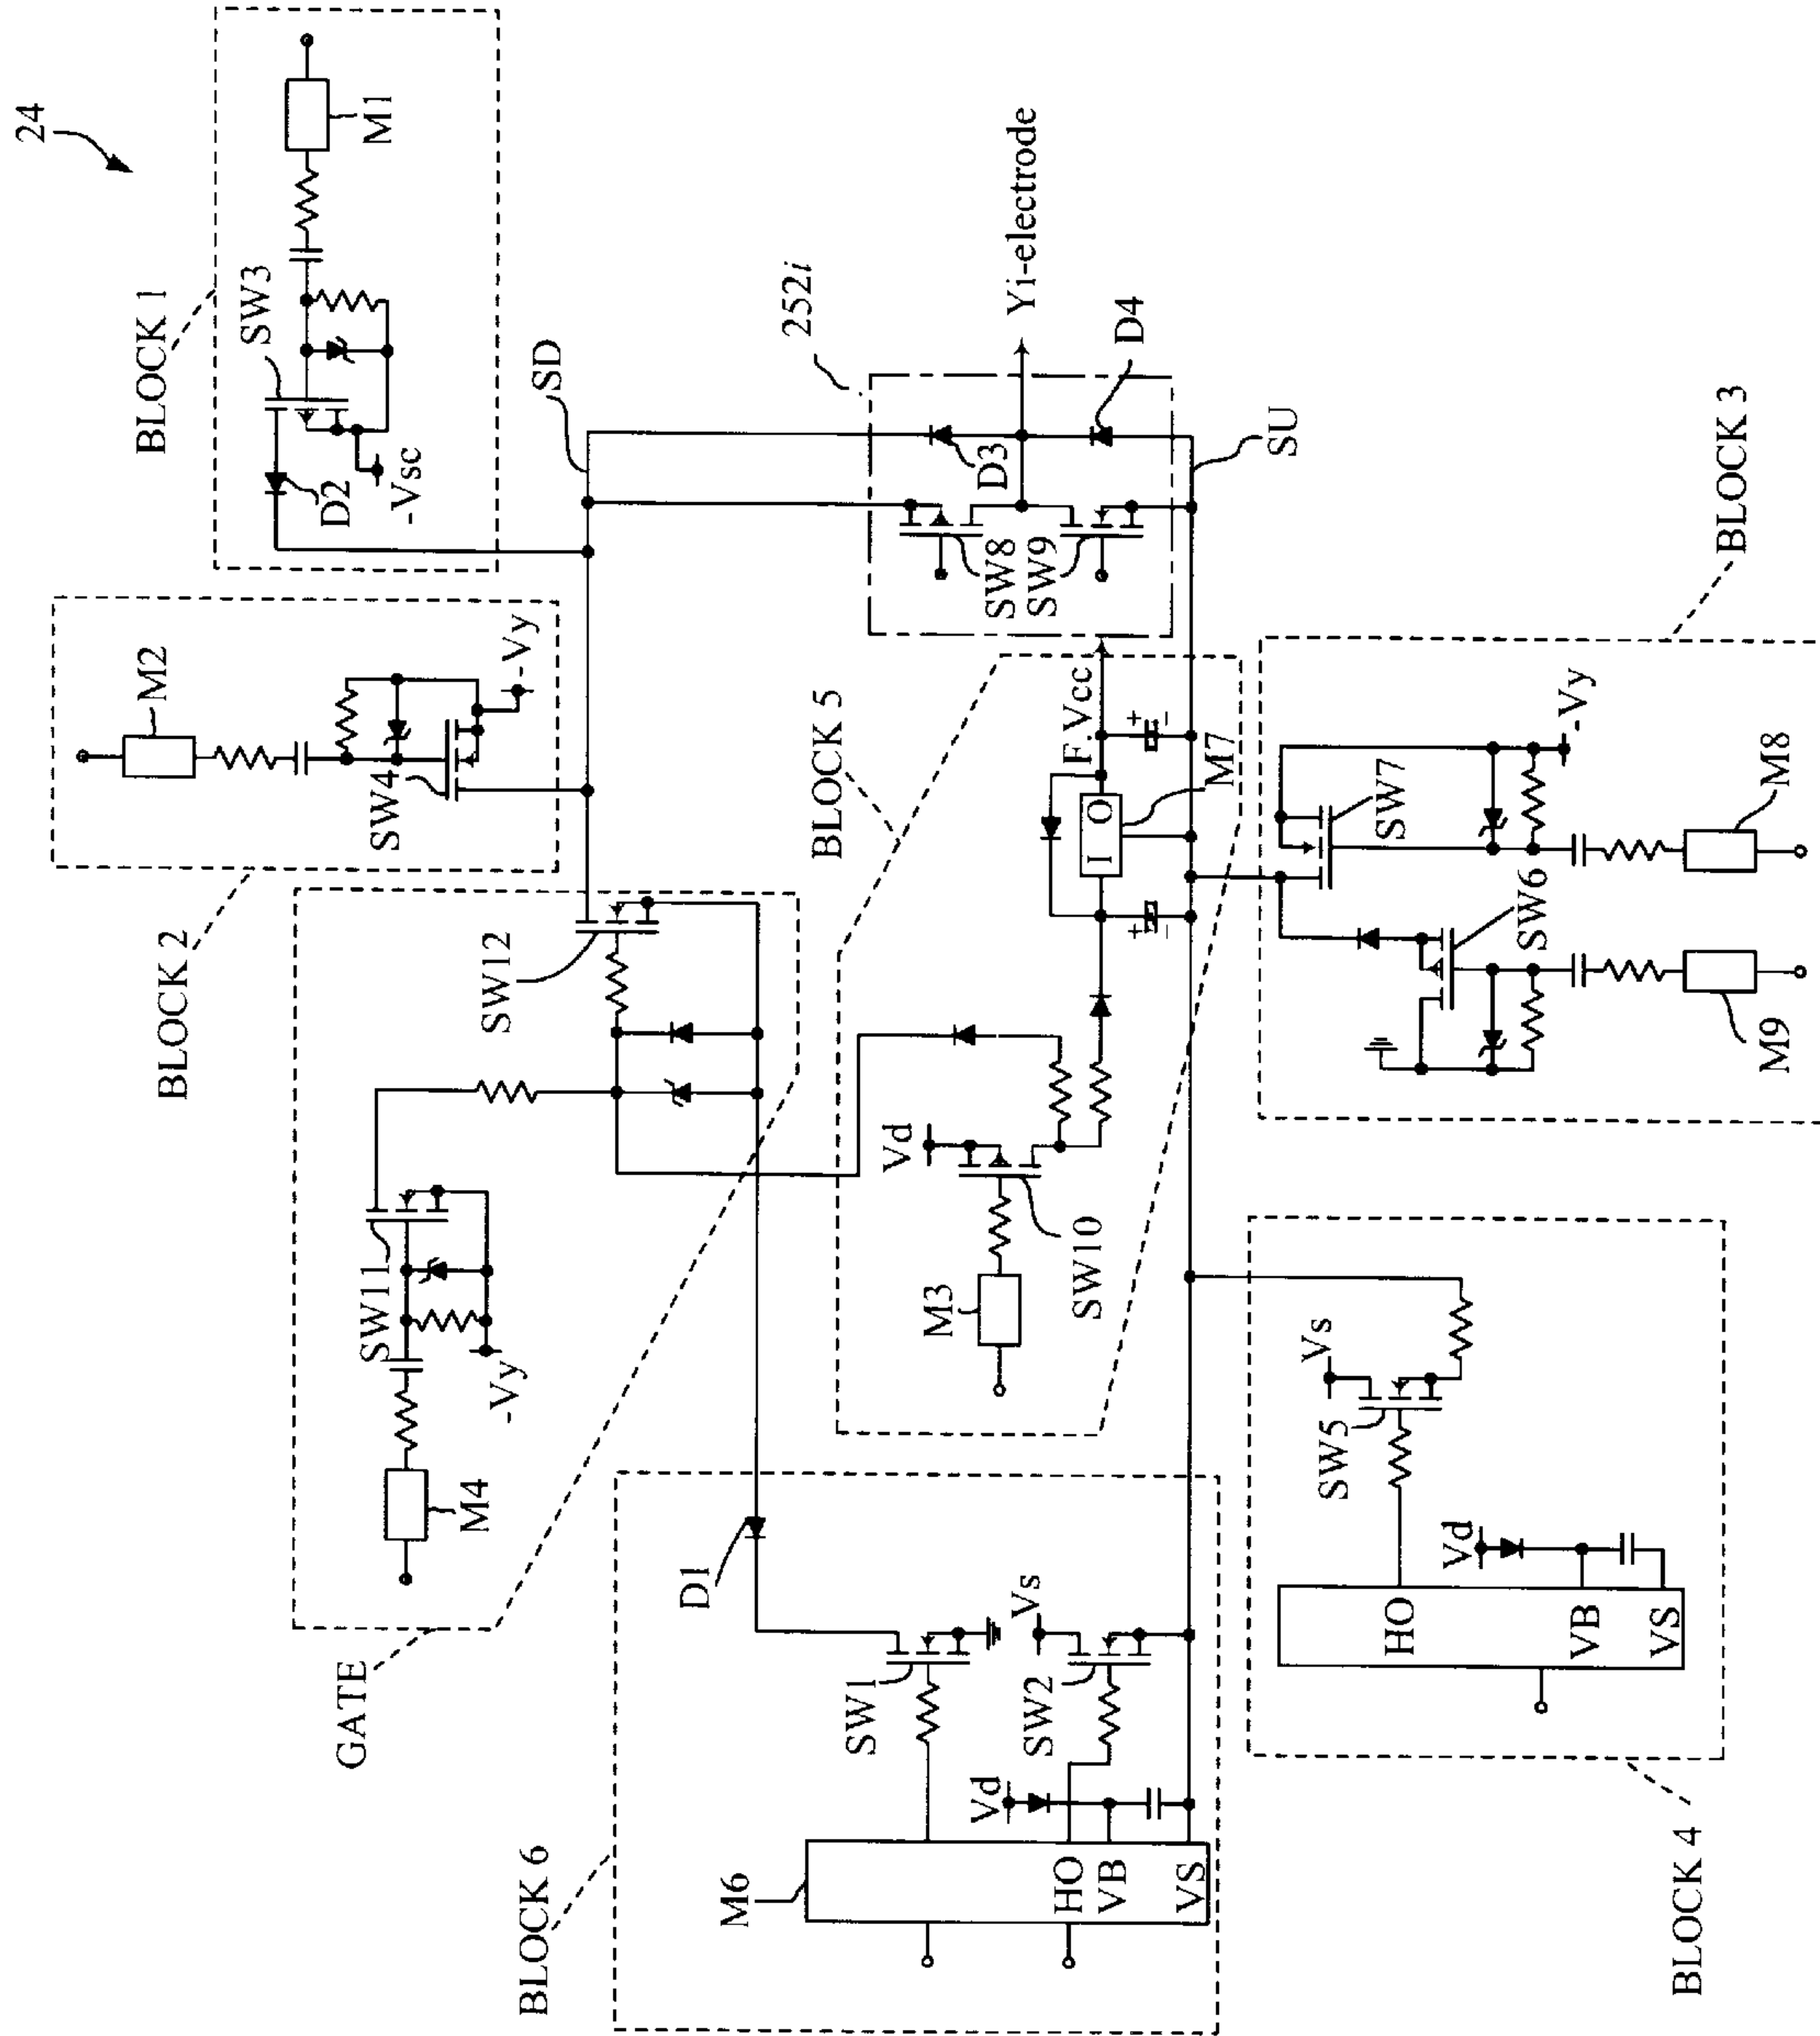 24
BLOCK 1
SW3
M1
D2
-Vsc
BLOCK 2
M2
SW4
-Vy
SD
GATE
M4
SW11
-Vy
SW12
BLOCK 5
Vd
M3
SW10
F.Vcc
I O
M7
252i
Yi-electrode
D3
D4
SW8
SW9
SU
BLOCK 3
-Vy
SW7
SW6
M8
M9
BLOCK 6
D1
M6
SW1
Vs
SW2
Vd
HO
VB
VS
BLOCK 4
Vs
SW5
Vd
HO
VB
VS